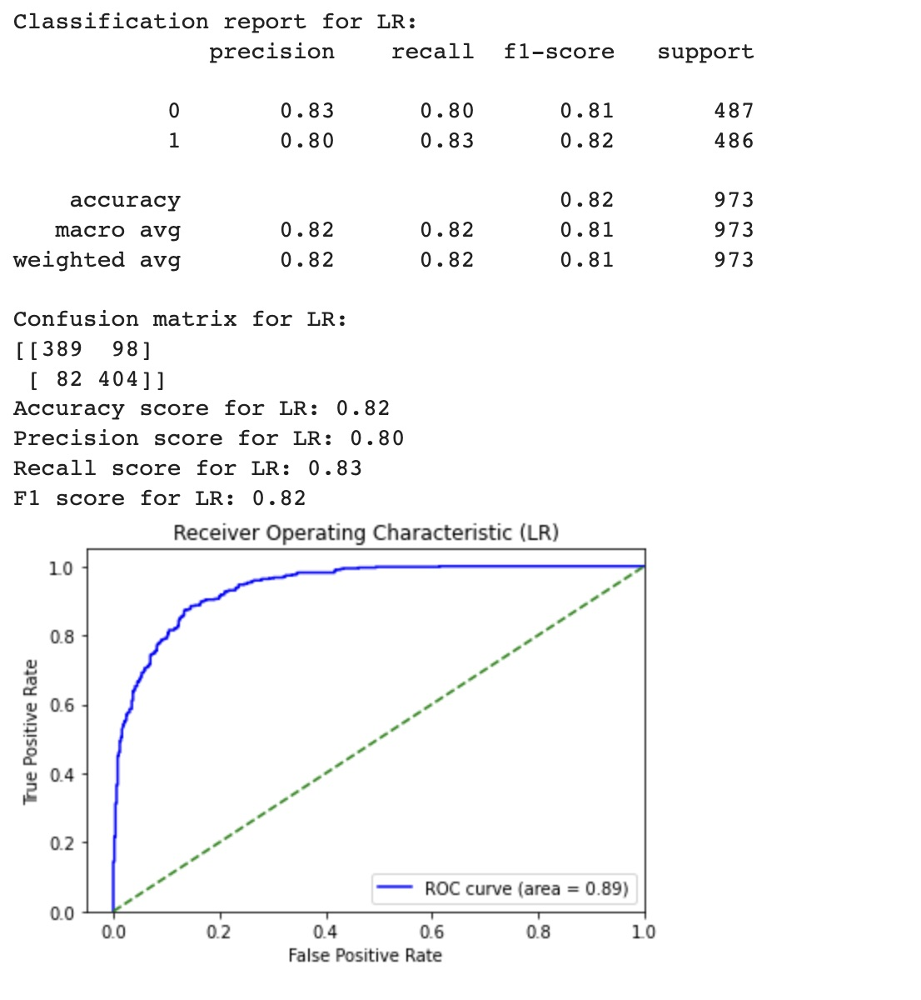 Classification report for LR:
precision recall f1-score support
0 0.83 0.80 0.81 487
1 0.80 0.83 0.82 486
accuracy 0.82 973
macro avg 0.82 0.82 0.81 973
weighted avg 0.82 0.82 0.81 973
Confusion matrix for LR:
[[389 98]
[ 82 404]]
Accuracy score for LR: 0.82
Precision score for LR: 0.80
Recall score for LR: 0.83
F1 score for LR: 0.82
Receiver Operating Characteristic (LR)
1.0
0.8
0.6
0.4
0.2
0.0
True Positive Rate
ROC curve (area = 0.89)
0.0 0.2 0.4 0.6 0.8 1.0
False Positive Rate